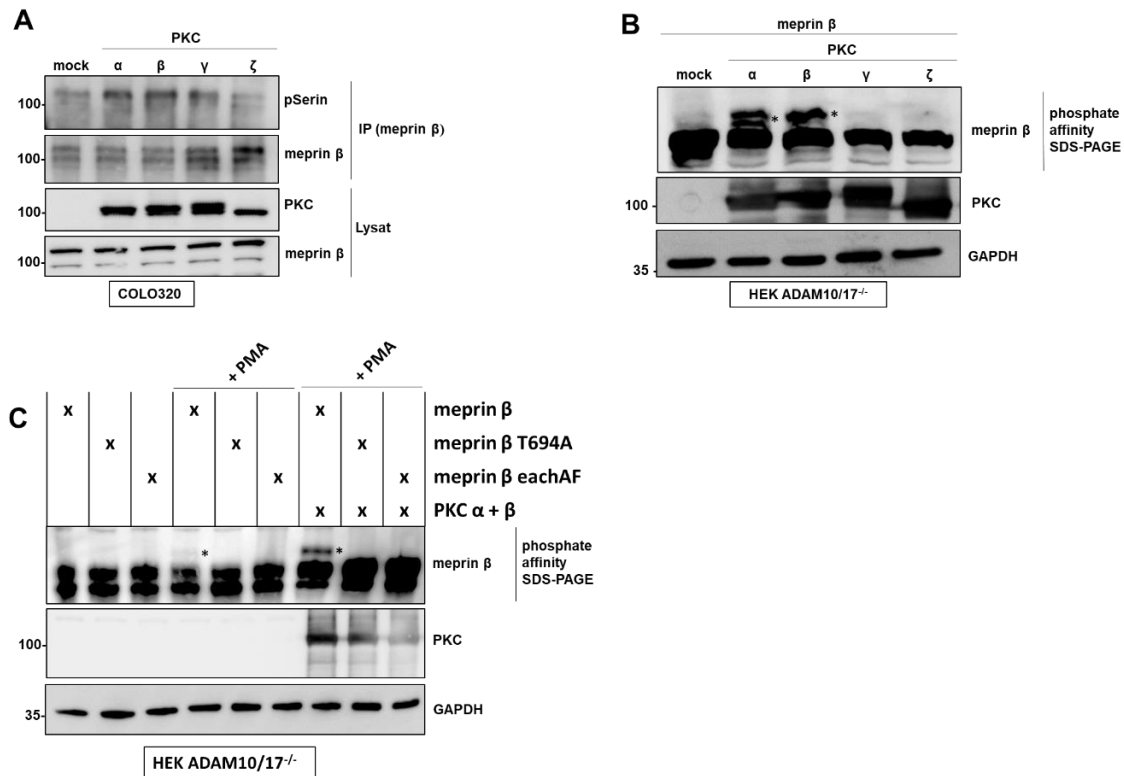 A
PKC
mock α β γ ζ
100 pSerin
IP (meprin β)
100 meprin β
100 PKC
Lysat
100 meprin β
COLO320
B
meprin β
PKC
mock α β γ ζ
* *
meprin β
phosphate
affinity
SDS-PAGE
100 PKC
35 GAPDH
HEK ADAM10/17-/-
C
+ PMA + PMA
x x x meprin β
x x x meprin β T694A
x x x meprin β eachAF
x x x PKC α + β
* *
meprin β
phosphate
affinity
SDS-PAGE
100 PKC
35 GAPDH
HEK ADAM10/17-/-